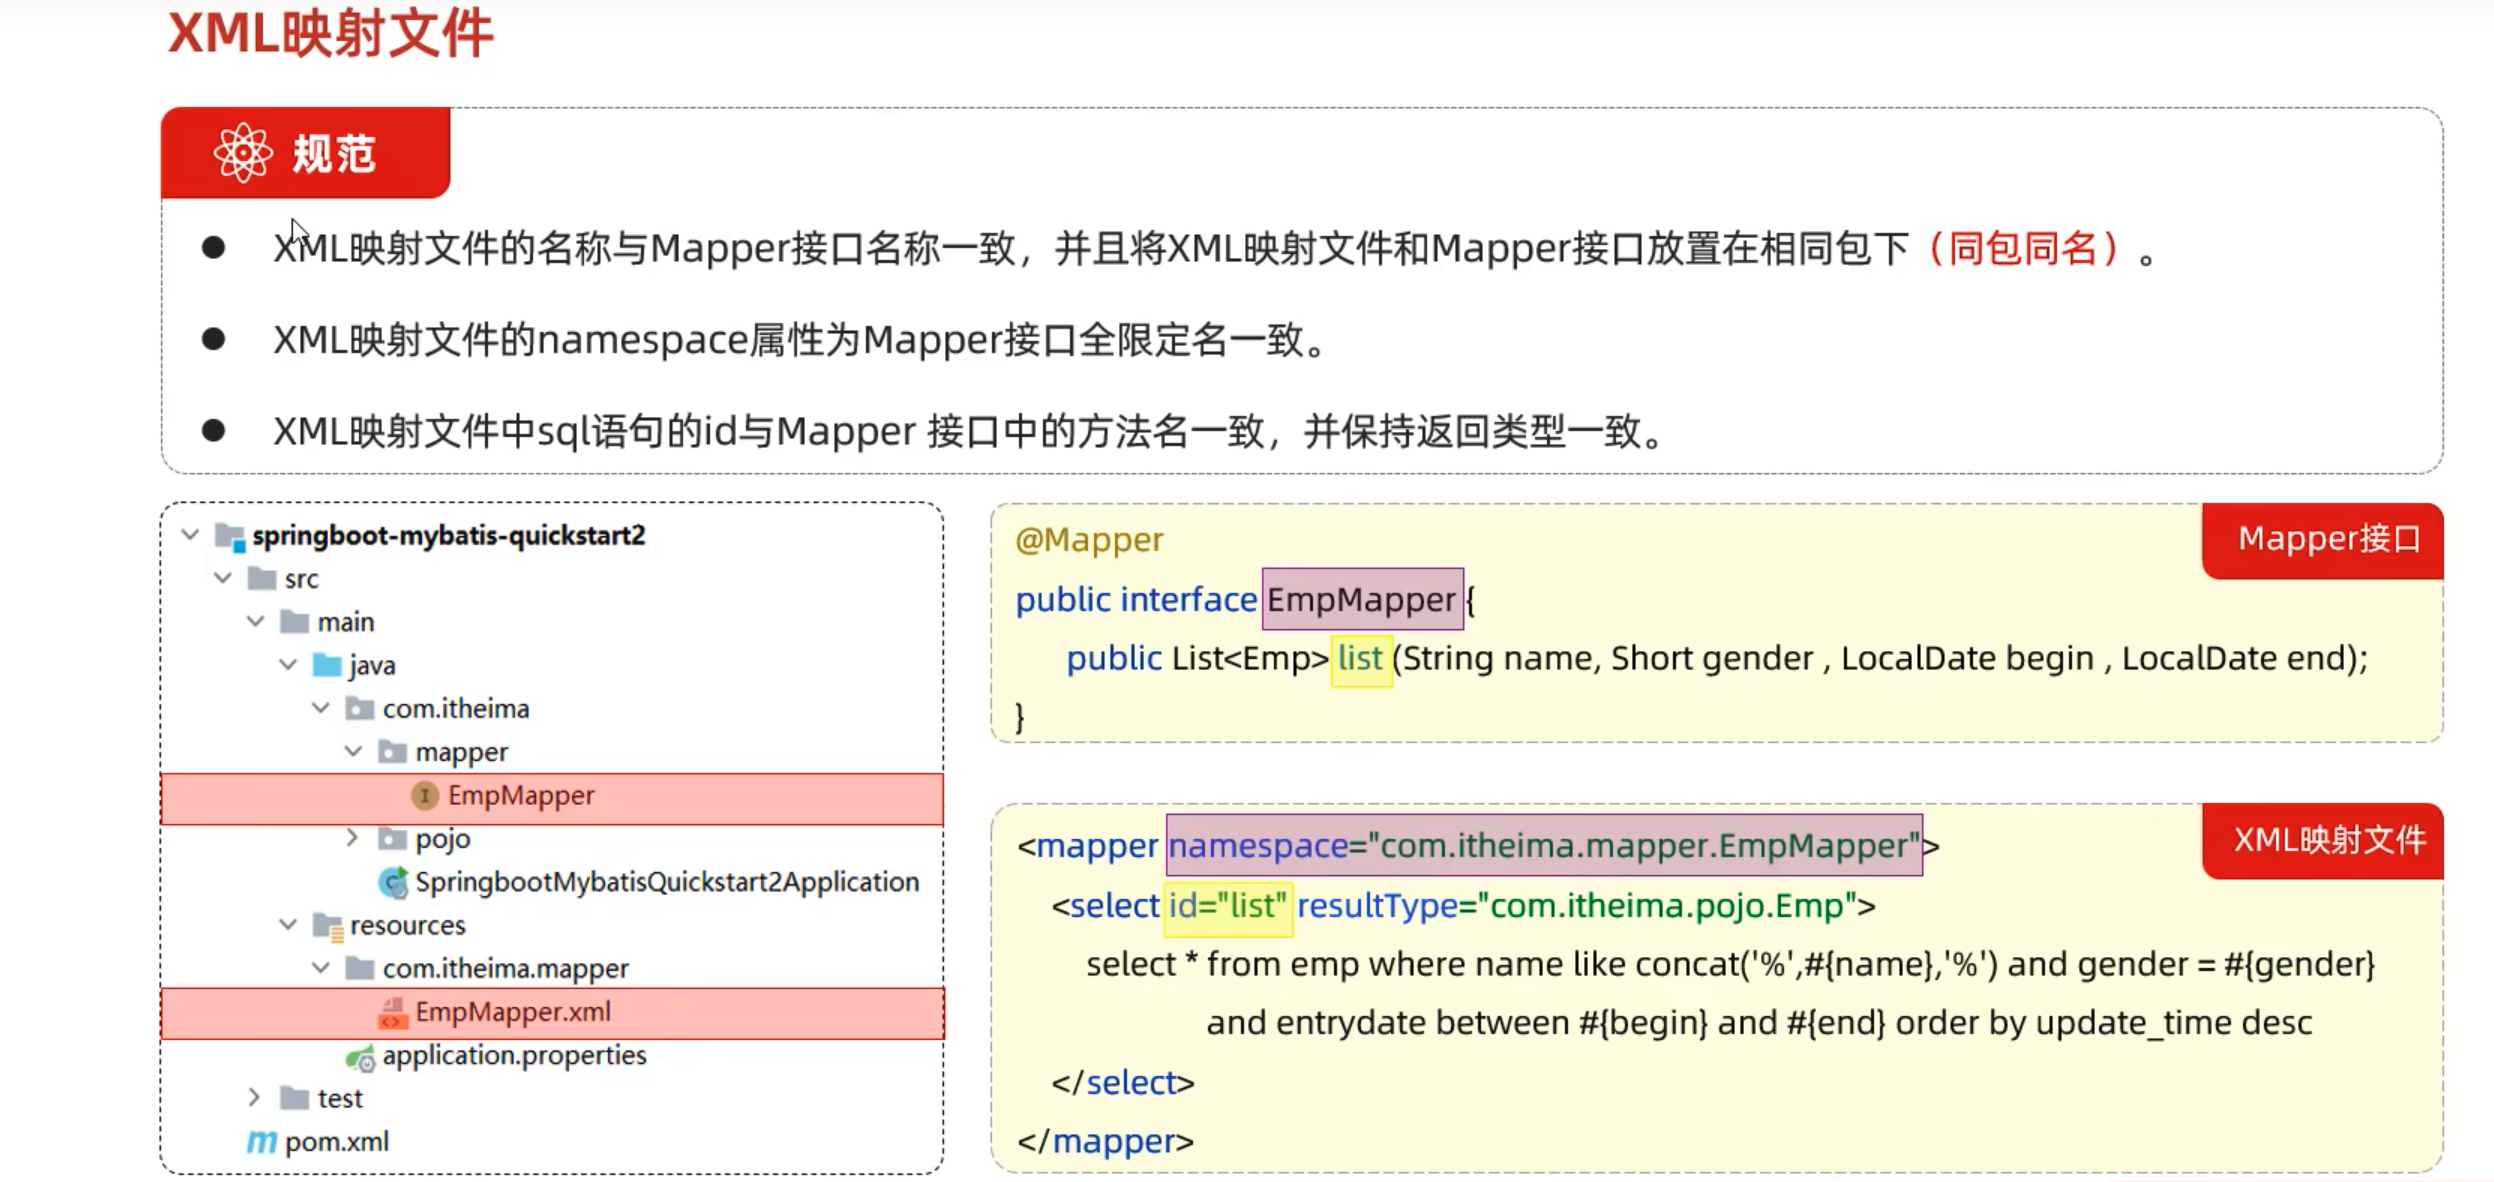 XML映射文件
规范
XML映射文件的名称与Mapper接口名称一致，并且将XML映射文件和Mapper接口放置在相同包下（同包同名）。
XML映射文件的namespace属性为Mapper接口全限定名一致。
XML映射文件中sql语句的id与Mapper 接口中的方法名一致，并保持返回类型一致。
springboot-mybatis-quickstart2
src
main
java
com.itheima
mapper
EmpMapper
pojo
SpringbootMybatisQuickstart2Application
resources
com.itheima.mapper
EmpMapper.xml
application.properties
test
pom.xml
Mapper接口
@Mapper
public interface EmpMapper {
public List<Emp> list (String name, Short gender , LocalDate begin , LocalDate end);
}
XML映射文件
<mapper namespace="com.itheima.mapper.EmpMapper">
<select id="list" resultType="com.itheima.pojo.Emp">
select * from emp where name like concat('%',#{name},'%') and gender = #{gender}
and entrydate between #{begin} and #{end} order by update_time desc
</select>
</mapper>